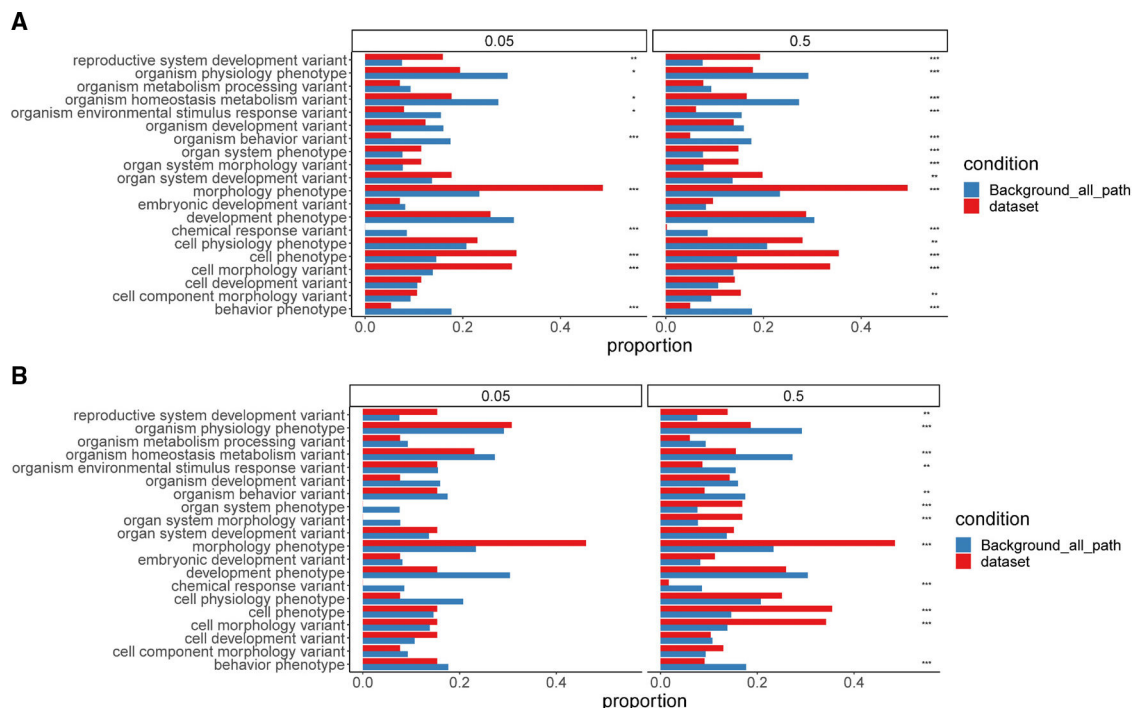 A
0.05 0.5
reproductive system development variant ** ***
organism physiology phenotype * ***
organism metabolism processing variant
organism homeostasis metabolism variant * ***
organism environmental stimulus response variant * ***
organism development variant
organism behavior variant *** ***
organ system phenotype ***
organ system morphology variant ***
organ system development variant **
morphology phenotype *** ***
embryonic development variant
development phenotype
chemical response variant *** ***
cell physiology phenotype **
cell phenotype *** ***
cell morphology variant *** ***
cell development variant
cell component morphology variant **
behavior phenotype *** ***
0.0 0.2 0.4 0.0 0.2 0.4
proportion
condition
Background_all_path
dataset
B
0.05 0.5
reproductive system development variant **
organism physiology phenotype ***
organism metabolism processing variant
organism homeostasis metabolism variant ***
organism environmental stimulus response variant **
organism development variant
organism behavior variant **
organ system phenotype ***
organ system morphology variant ***
organ system development variant
morphology phenotype ***
embryonic development variant
development phenotype
chemical response variant ***
cell physiology phenotype
cell phenotype ***
cell morphology variant ***
cell development variant
cell component morphology variant
behavior phenotype ***
0.0 0.2 0.4 0.0 0.2 0.4
proportion
condition
Background_all_path
dataset